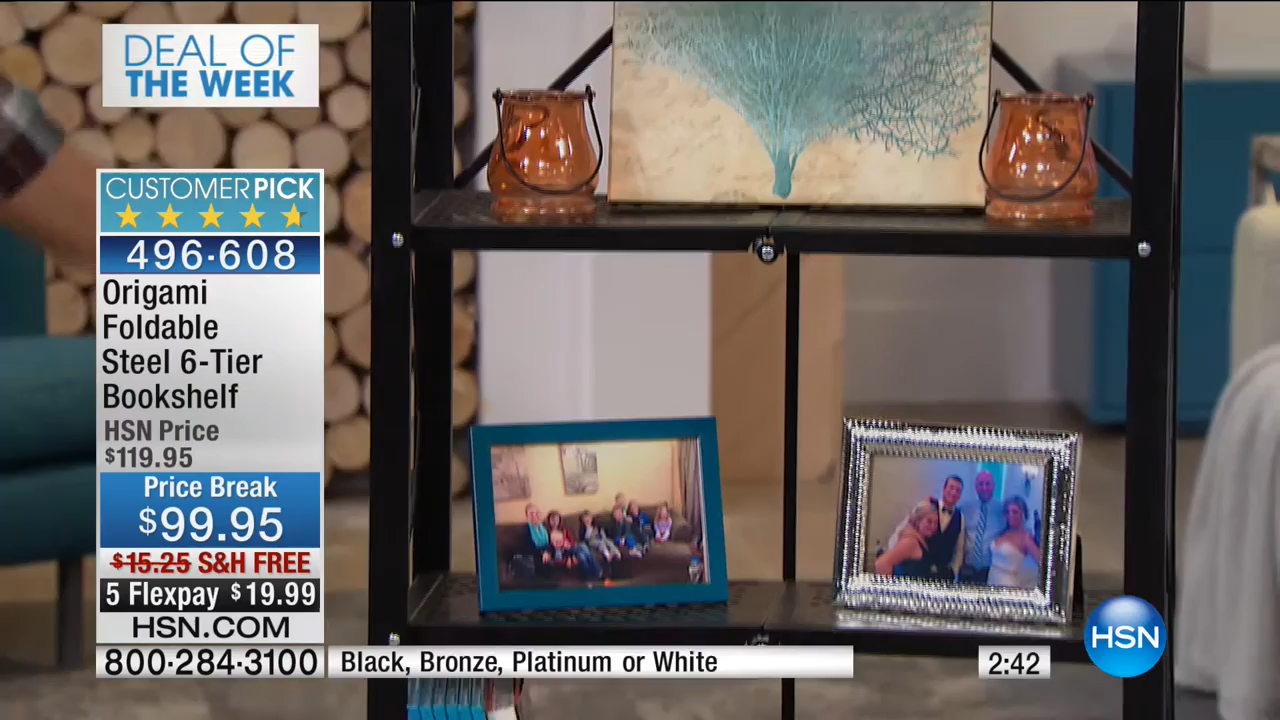 DEAL OF
THE WEEK
CUSTOMER PICK
496·608
Origami
Foldable
Steel 6-Tier
Bookshelf
HSN Price
$119.95
Price Break
$99.95
$15.25 S&H FREE
5 Flexpay $19.99
HSN.COM
800·284·3100
Black, Bronze, Platinum or White
2:42
HSN